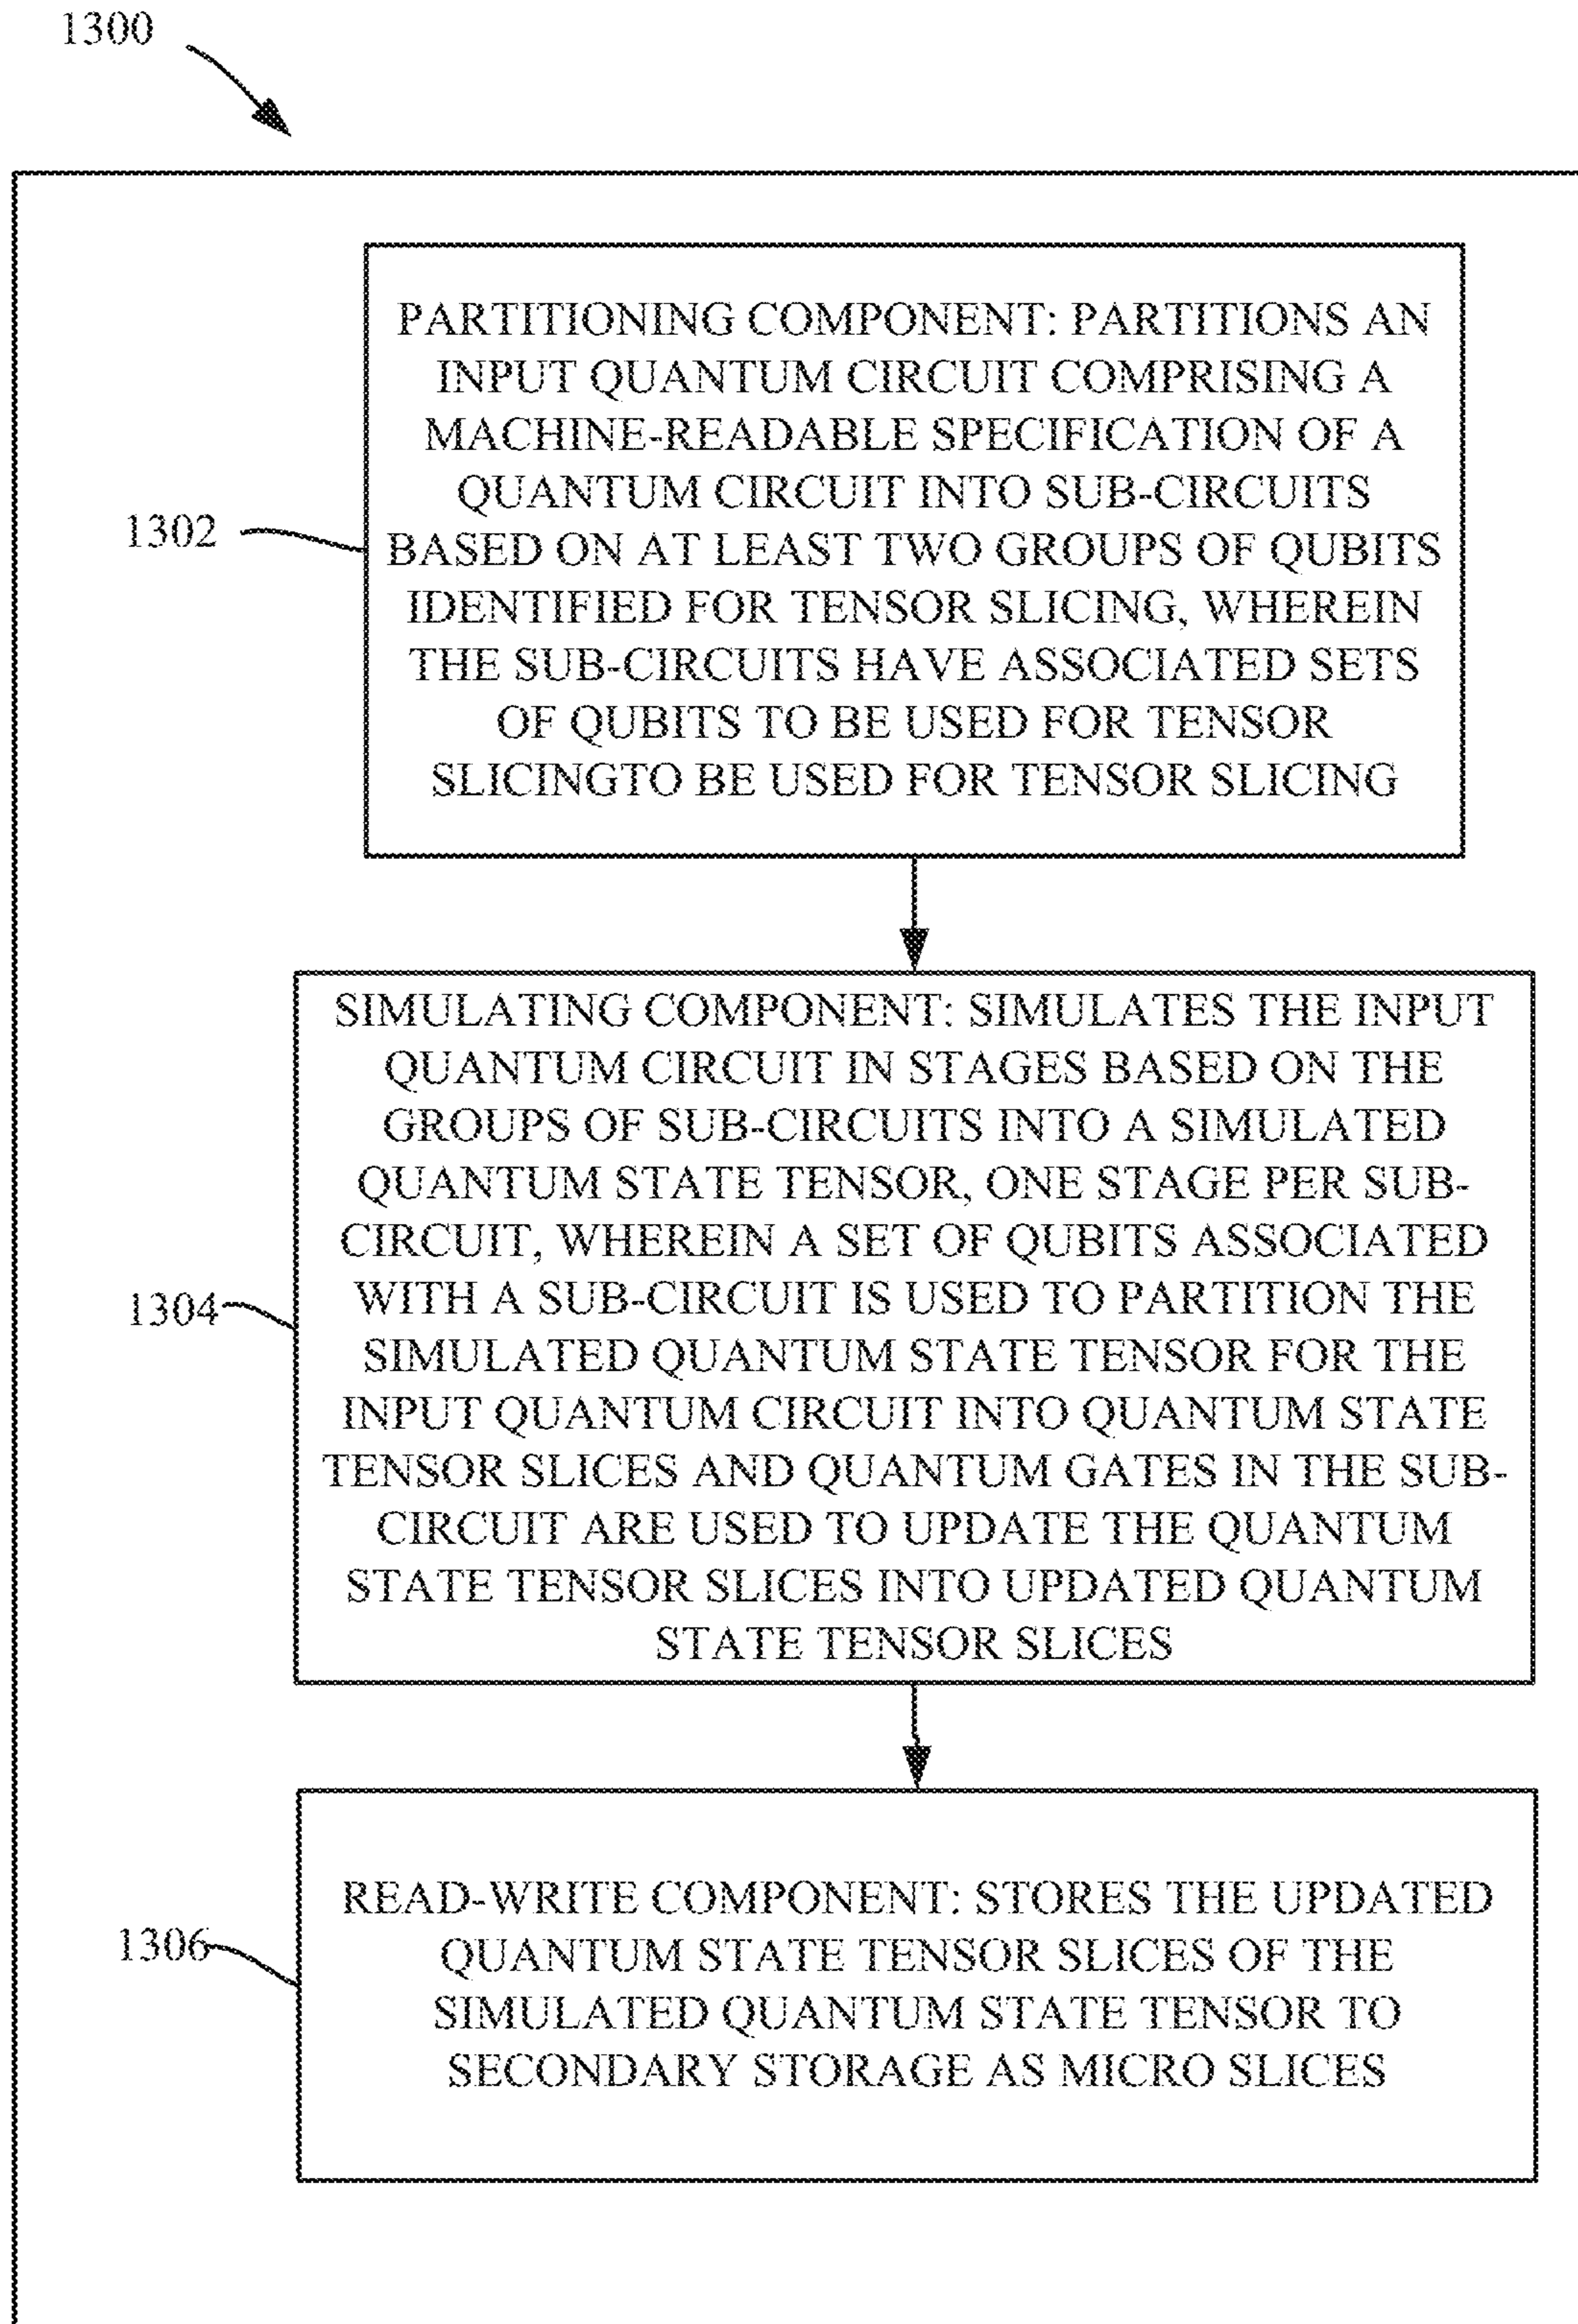 1300
PARTITIONING COMPONENT: PARTITIONS AN
INPUT QUANTUM CIRCUIT COMPRISING A
MACHINE-READABLE SPECIFICATION OF A
QUANTUM CIRCUIT INTO SUB-CIRCUITS
BASED ON AT LEAST TWO GROUPS OF QUBITS
IDENTIFIED FOR TENSOR SLICING, WHEREIN
THE SUB-CIRCUITS HAVE ASSOCIATED SETS
OF QUBITS TO BE USED FOR TENSOR
SLICINGTO BE USED FOR TENSOR SLICING
1302
SIMULATING COMPONENT: SIMULATES THE INPUT
QUANTUM CIRCUIT IN STAGES BASED ON THE
GROUPS OF SUB-CIRCUITS INTO A SIMULATED
QUANTUM STATE TENSOR, ONE STAGE PER SUB-
CIRCUIT, WHEREIN A SET OF QUBITS ASSOCIATED
WITH A SUB-CIRCUIT IS USED TO PARTITION THE
SIMULATED QUANTUM STATE TENSOR FOR THE
INPUT QUANTUM CIRCUIT INTO QUANTUM STATE
TENSOR SLICES AND QUANTUM GATES IN THE SUB-
CIRCUIT ARE USED TO UPDATE THE QUANTUM
STATE TENSOR SLICES INTO UPDATED QUANTUM
STATE TENSOR SLICES
1304
READ-WRITE COMPONENT: STORES THE UPDATED
QUANTUM STATE TENSOR SLICES OF THE
SIMULATED QUANTUM STATE TENSOR TO
SECONDARY STORAGE AS MICRO SLICES
1306